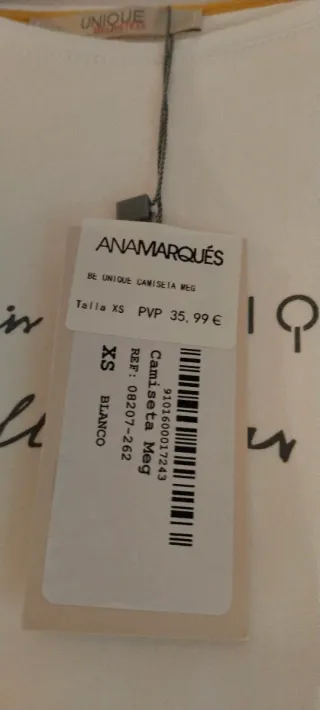 UNIQUE
ANAMARQUÉS
BE UNIQUE CAMISETA MEG
Talla XS PVP 35,99 €
9101600017243
Camiseta Meg
REF: 08207-262
XS BLANCO